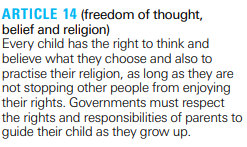 ARTICLE 14 (freedom of thought,
belief and religion)
Every child has the right to think and
believe what they choose and also to
practise their religion, as long as they are
not stopping other people from enjoying
their rights. Governments must respect
the rights and responsibilities of parents to
guide their child as they grow up.